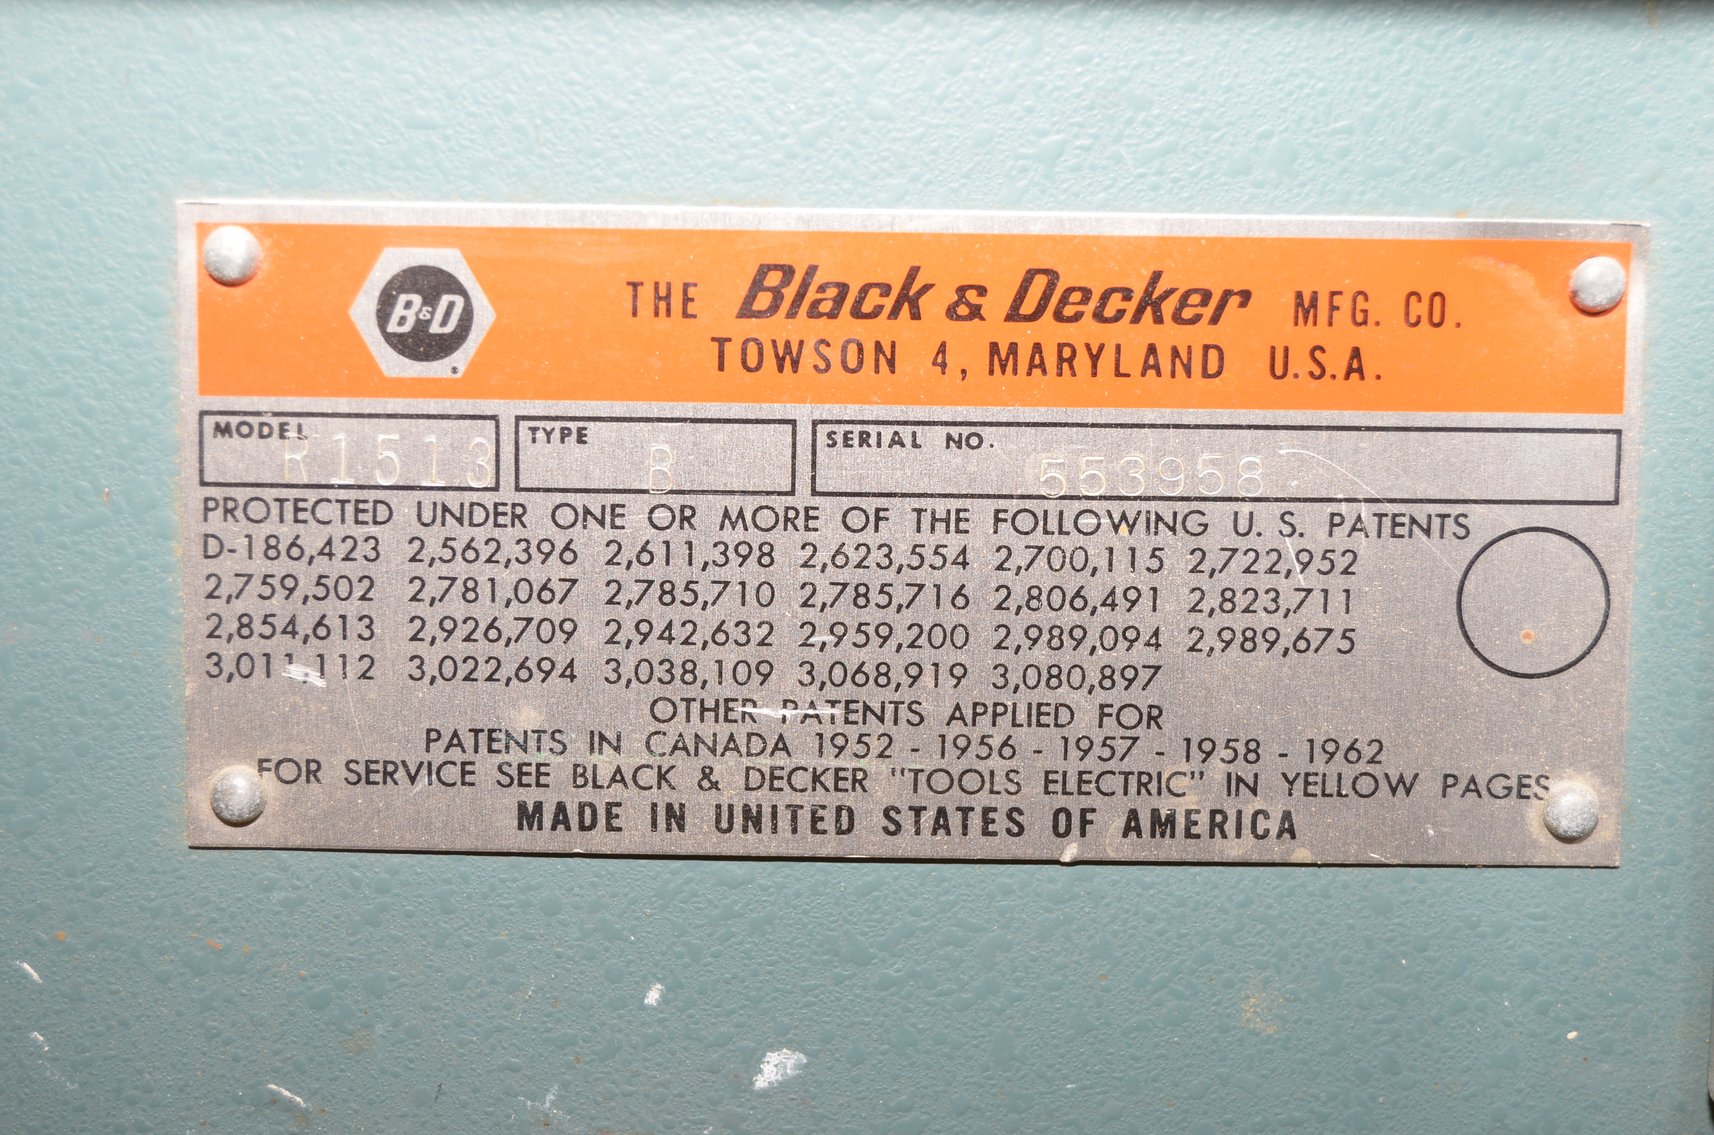 B&D
THE Black & Decker MFG. CO.
TOWSON 4, MARYLAND U.S.A.
MODEL R1513 TYPE B SERIAL NO. 553958
PROTECTED UNDER ONE OR MORE OF THE FOLLOWING U. S. PATENTS
D-186,423 2,562,396 2,611,398 2,623,554 2,700,115 2,722,952
2,759,502 2,781,067 2,785,710 2,785,716 2,806,491 2,823,711
2,854,613 2,926,709 2,942,632 2,959,200 2,989,094 2,989,675
3,011,112 3,022,694 3,038,109 3,068,919 3,080,897
OTHER PATENTS APPLIED FOR
PATENTS IN CANADA 1952 - 1956 - 1957 - 1958 - 1962
FOR SERVICE SEE BLACK & DECKER "TOOLS ELECTRIC" IN YELLOW PAGES
MADE IN UNITED STATES OF AMERICA